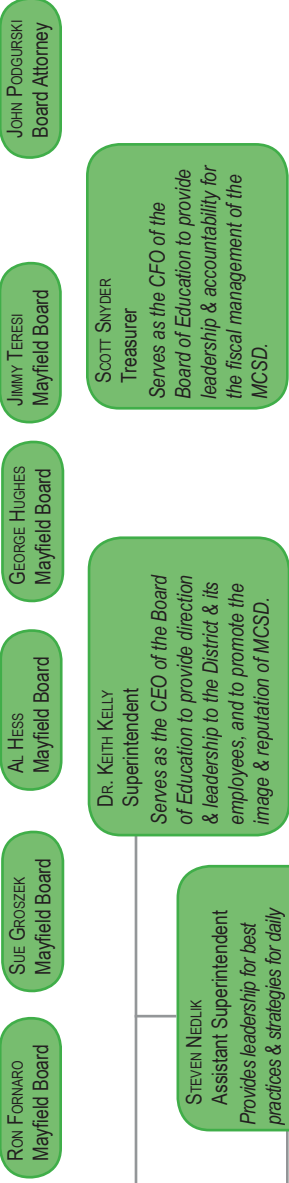 RON FORNARO
Mayfield Board
SUE GROSZEK
Mayfield Board
AL HESS
Mayfield Board
GEORGE HUGHES
Mayfield Board
JIMMY TERESI
Mayfield Board
JOHN PODGURSKI
Board Attorney
DR. KEITH KELLY
Superintendent
Serves as the CEO of the Board
of Education to provide direction
& leadership to the District & its
employees, and to promote the
image & reputation of MCSD.
SCOTT SNYDER
Treasurer
Serves as the CFO of the
Board of Education to provide
leadership & accountability for
the fiscal management of the
MCSD.
STEVEN NEDLIK
Assistant Superintendent
Provides leadership for best
practices & strategies for daily